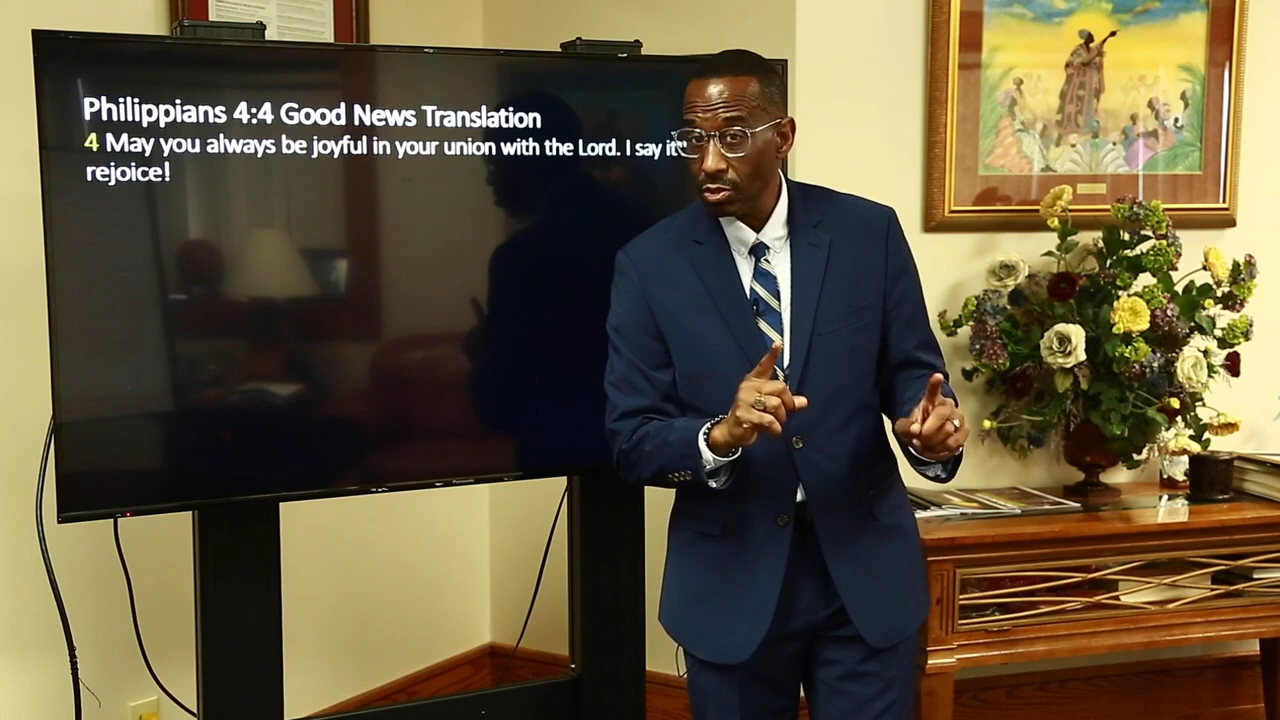 Philippians 4:4 Good News Translation
4 May you always be joyful in your union with the Lord. I say it
rejoice!
Panasonic